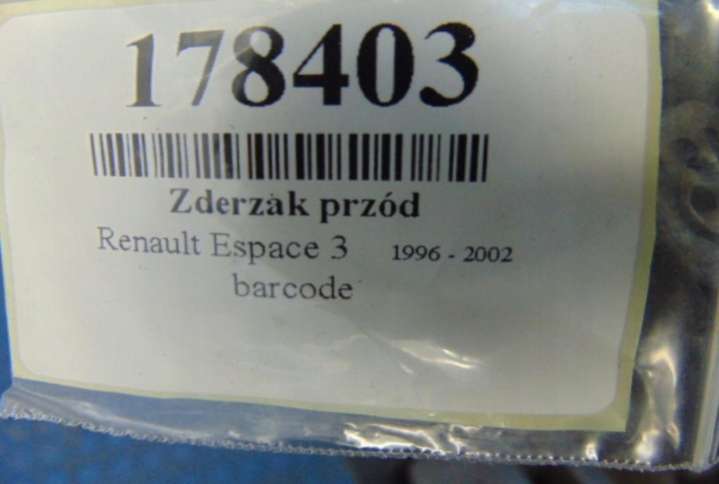 178403
Zderzak przód
Renault Espace 3 1996 - 2002
barcode